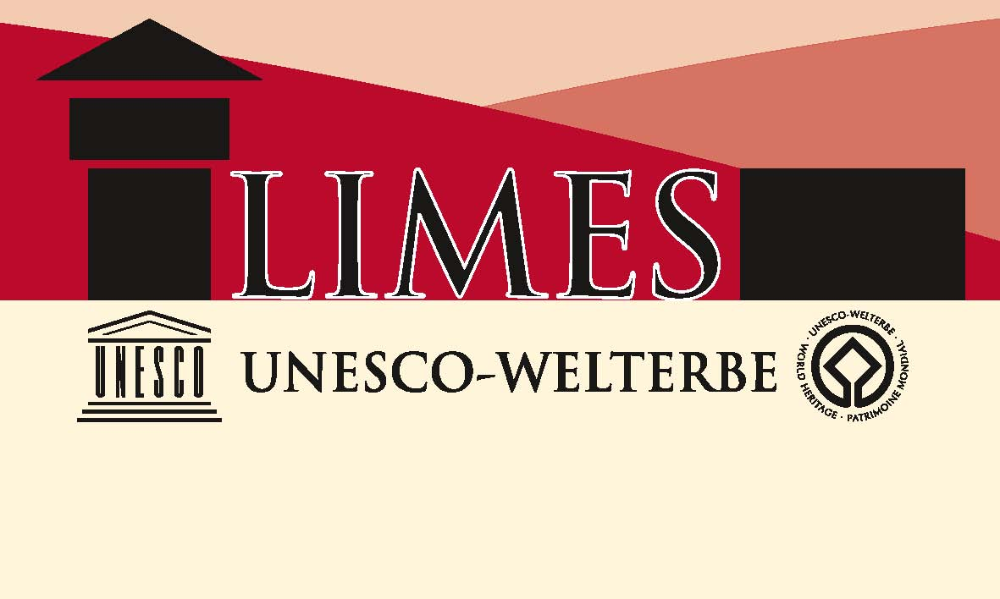 LIMES
UNESCO
UNESCO-WELTERBE
· UNESCO-WELTERBE · PATRIMOINE MONDIAL · WORLD HERITAGE